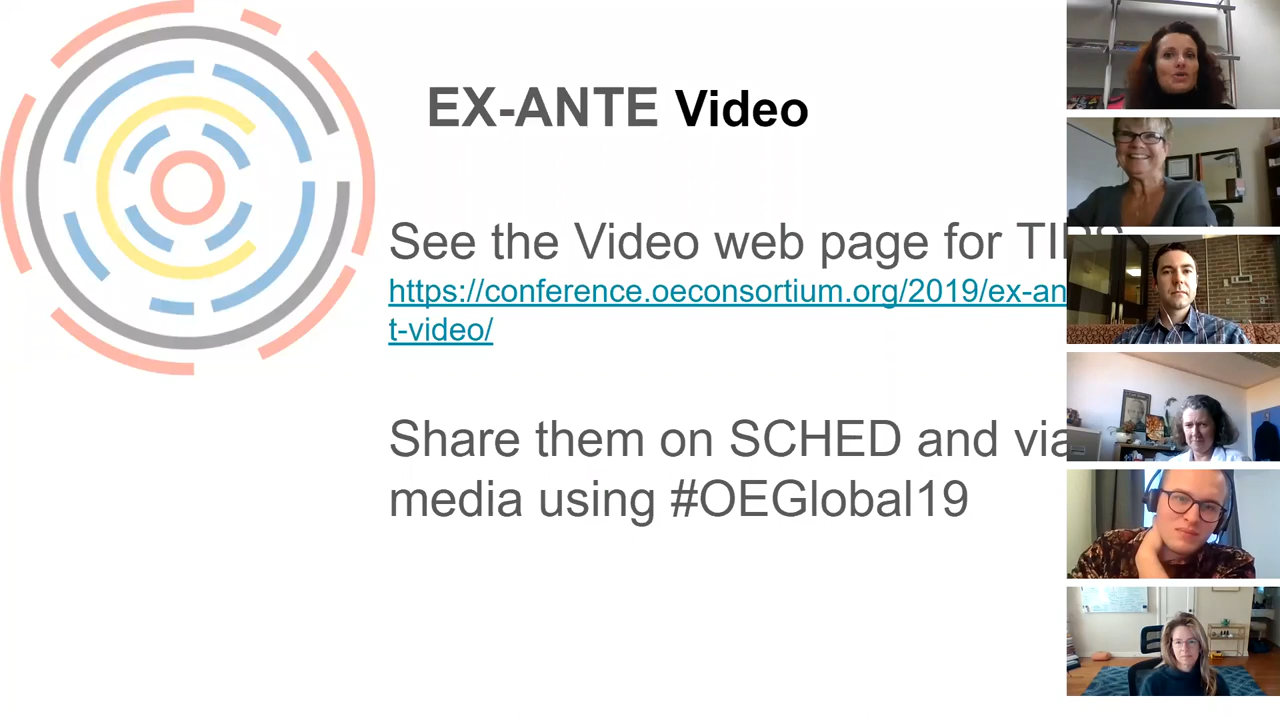 EX-ANTE Video
See the Video web page for TIPS
https://conference.oeconsortium.org/2019/ex-an
t-video/
Share them on SCHED and via
media using #OEGlobal19